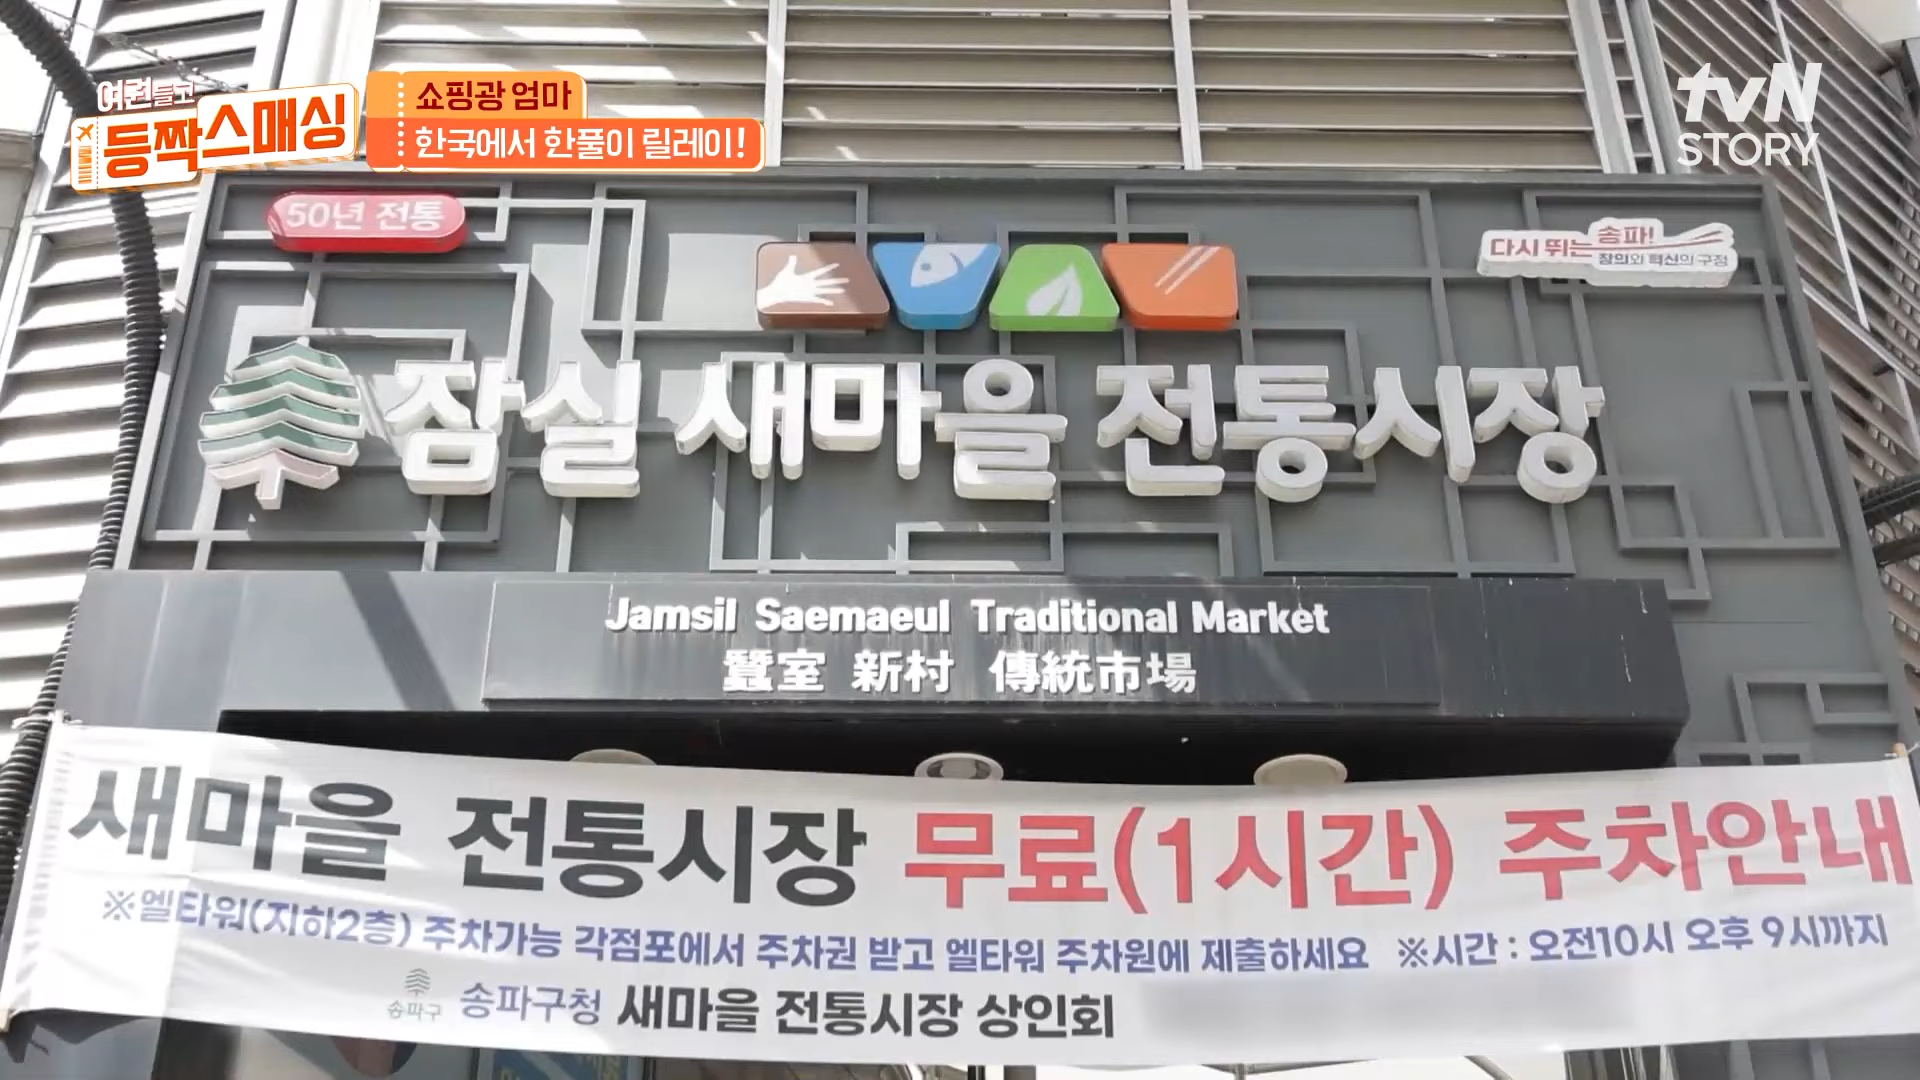 여권들고
등짝스매싱
쇼핑광 엄마
한국에서 한풀이 릴레이!
tvN
STORY
50년 전통
다시 뛰는 송파!
창의와 혁신의 구정
잠실 새마을 전통시장
Jamsil Saemaeul Traditional Market
蠶室 新村 傳統市場
새마을 전통시장 무료(1시간) 주차안내
※엘타워(지하2층) 주차가능 각점포에서 주차권 받고 엘타워 주차원에 제출하세요 ※시간 : 오전10시 오후 9시까지
송파구 송파구청 새마을 전통시장 상인회